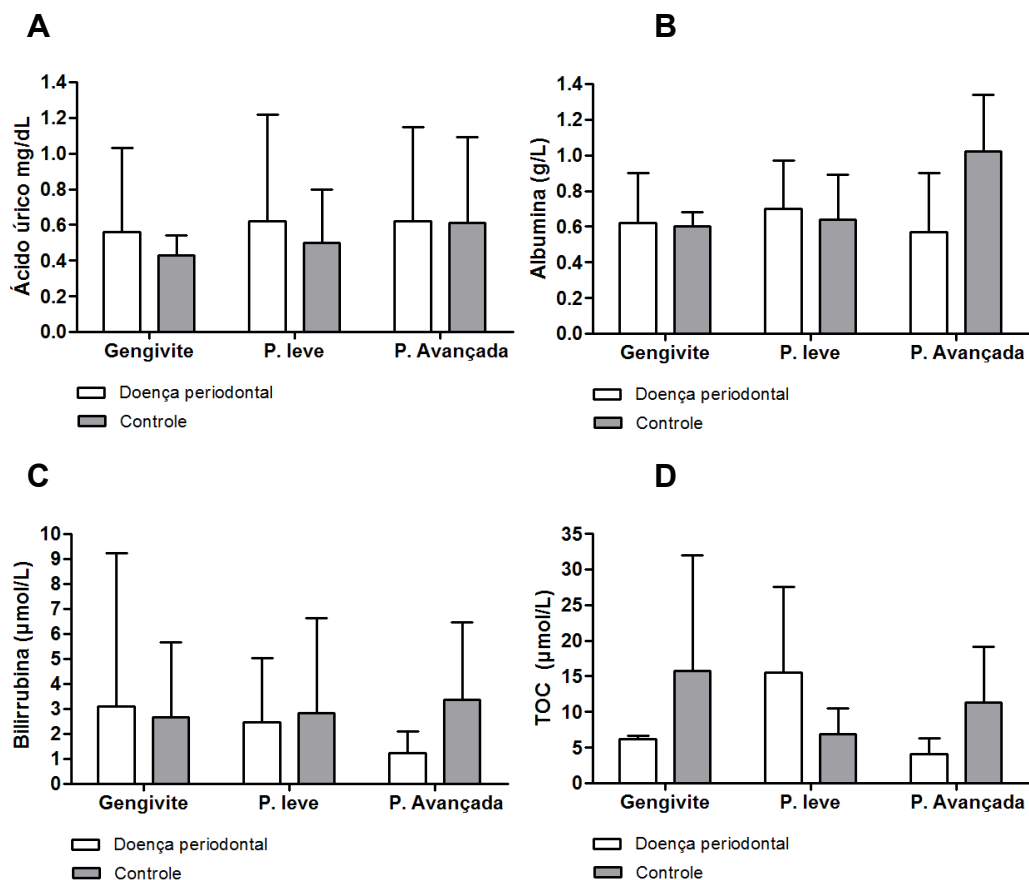 A
Ácido úrico mg/dL
1.4
1.2
1.0
0.8
0.6
0.4
0.2
0.0
Gengivite P. leve P. Avançada
Doença periodontal
Controle
B
Albumina (g/L)
1.4
1.2
1.0
0.8
0.6
0.4
0.2
0.0
Gengivite P. leve P. Avançada
Doença periodontal
Controle
C
Bilirrubina (µmol/L)
10
9
8
7
6
5
4
3
2
1
0
Gengivite P. leve P. Avançada
Doença periodontal
Controle
D
TOC (µmol/L)
35
30
25
20
15
10
5
0
Gengivite P. leve P. Avançada
Doença periodontal
Controle